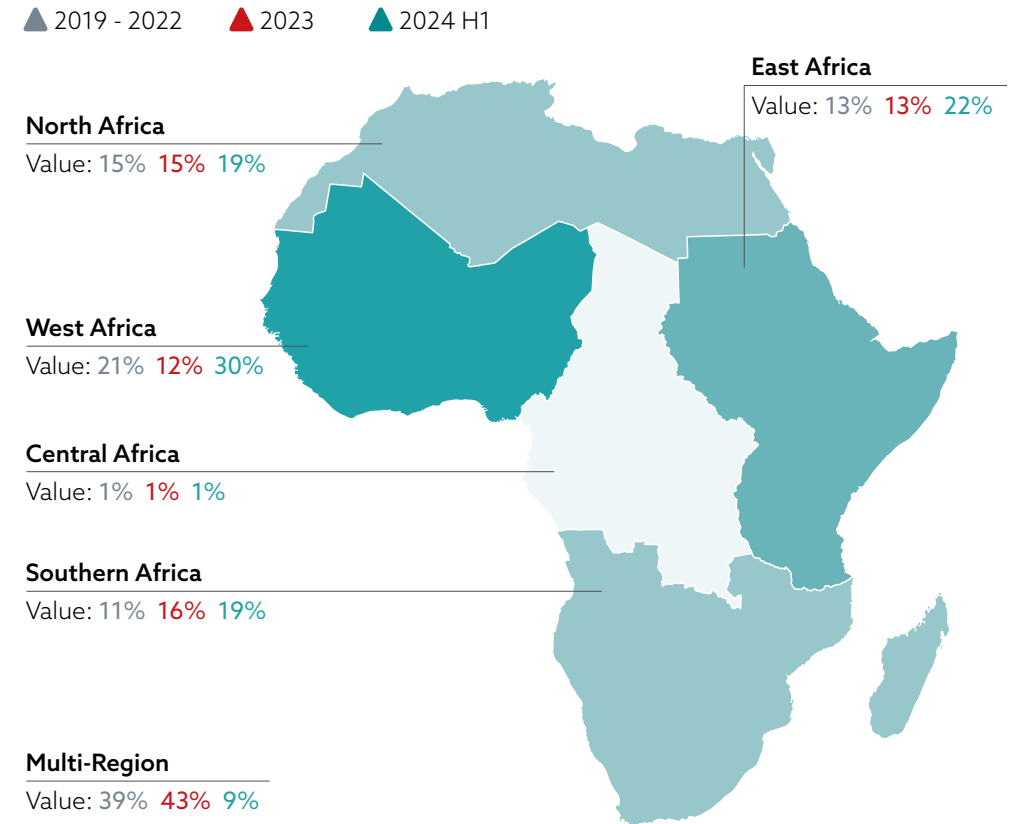 2019 - 2022 2023 2024 H1
East Africa
Value: 13% 13% 22%
North Africa
Value: 15% 15% 19%
West Africa
Value: 21% 12% 30%
Central Africa
Value: 1% 1% 1%
Southern Africa
Value: 11% 16% 19%
Multi-Region
Value: 39% 43% 9%